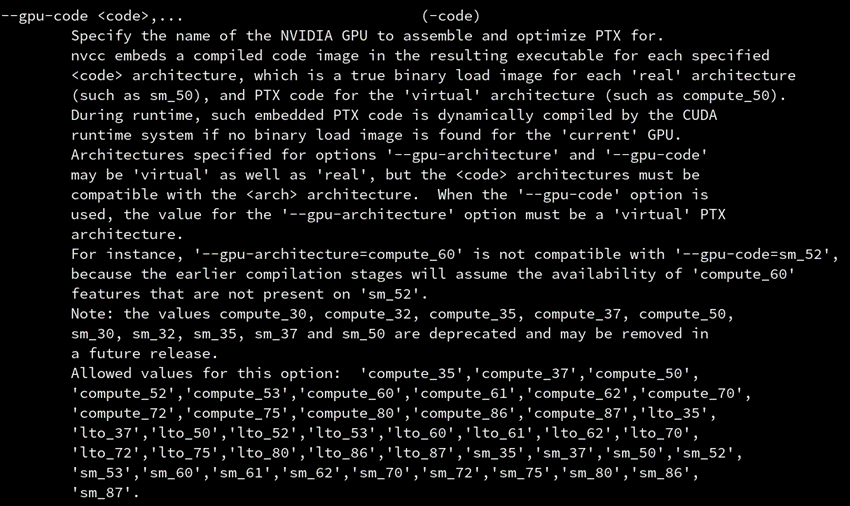 --gpu-code <code>,... (-code)
Specify the name of the NVIDIA GPU to assemble and optimize PTX for.
nvcc embeds a compiled code image in the resulting executable for each specified
<code> architecture, which is a true binary load image for each 'real' architecture
(such as sm_50), and PTX code for the 'virtual' architecture (such as compute_50).
During runtime, such embedded PTX code is dynamically compiled by the CUDA
runtime system if no binary load image is found for the 'current' GPU.
Architectures specified for options '--gpu-architecture' and '--gpu-code'
may be 'virtual' as well as 'real', but the <code> architectures must be
compatible with the <arch> architecture.  When the '--gpu-code' option is
used, the value for the '--gpu-architecture' option must be a 'virtual' PTX
architecture.
For instance, '--gpu-architecture=compute_60' is not compatible with '--gpu-code=sm_52',
because the earlier compilation stages will assume the availability of 'compute_60'
features that are not present on 'sm_52'.
Note: the values compute_30, compute_32, compute_35, compute_37, compute_50,
sm_30, sm_32, sm_35, sm_37 and sm_50 are deprecated and may be removed in
a future release.
Allowed values for this option:  'compute_35','compute_37','compute_50',
'compute_52','compute_53','compute_60','compute_61','compute_62','compute_70',
'compute_72','compute_75','compute_80','compute_86','compute_87','lto_35',
'lto_37','lto_50','lto_52','lto_53','lto_60','lto_61','lto_62','lto_70',
'lto_72','lto_75','lto_80','lto_86','lto_87','sm_35','sm_37','sm_50','sm_52',
'sm_53','sm_60','sm_61','sm_62','sm_70','sm_72','sm_75','sm_80','sm_86',
'sm_87'.